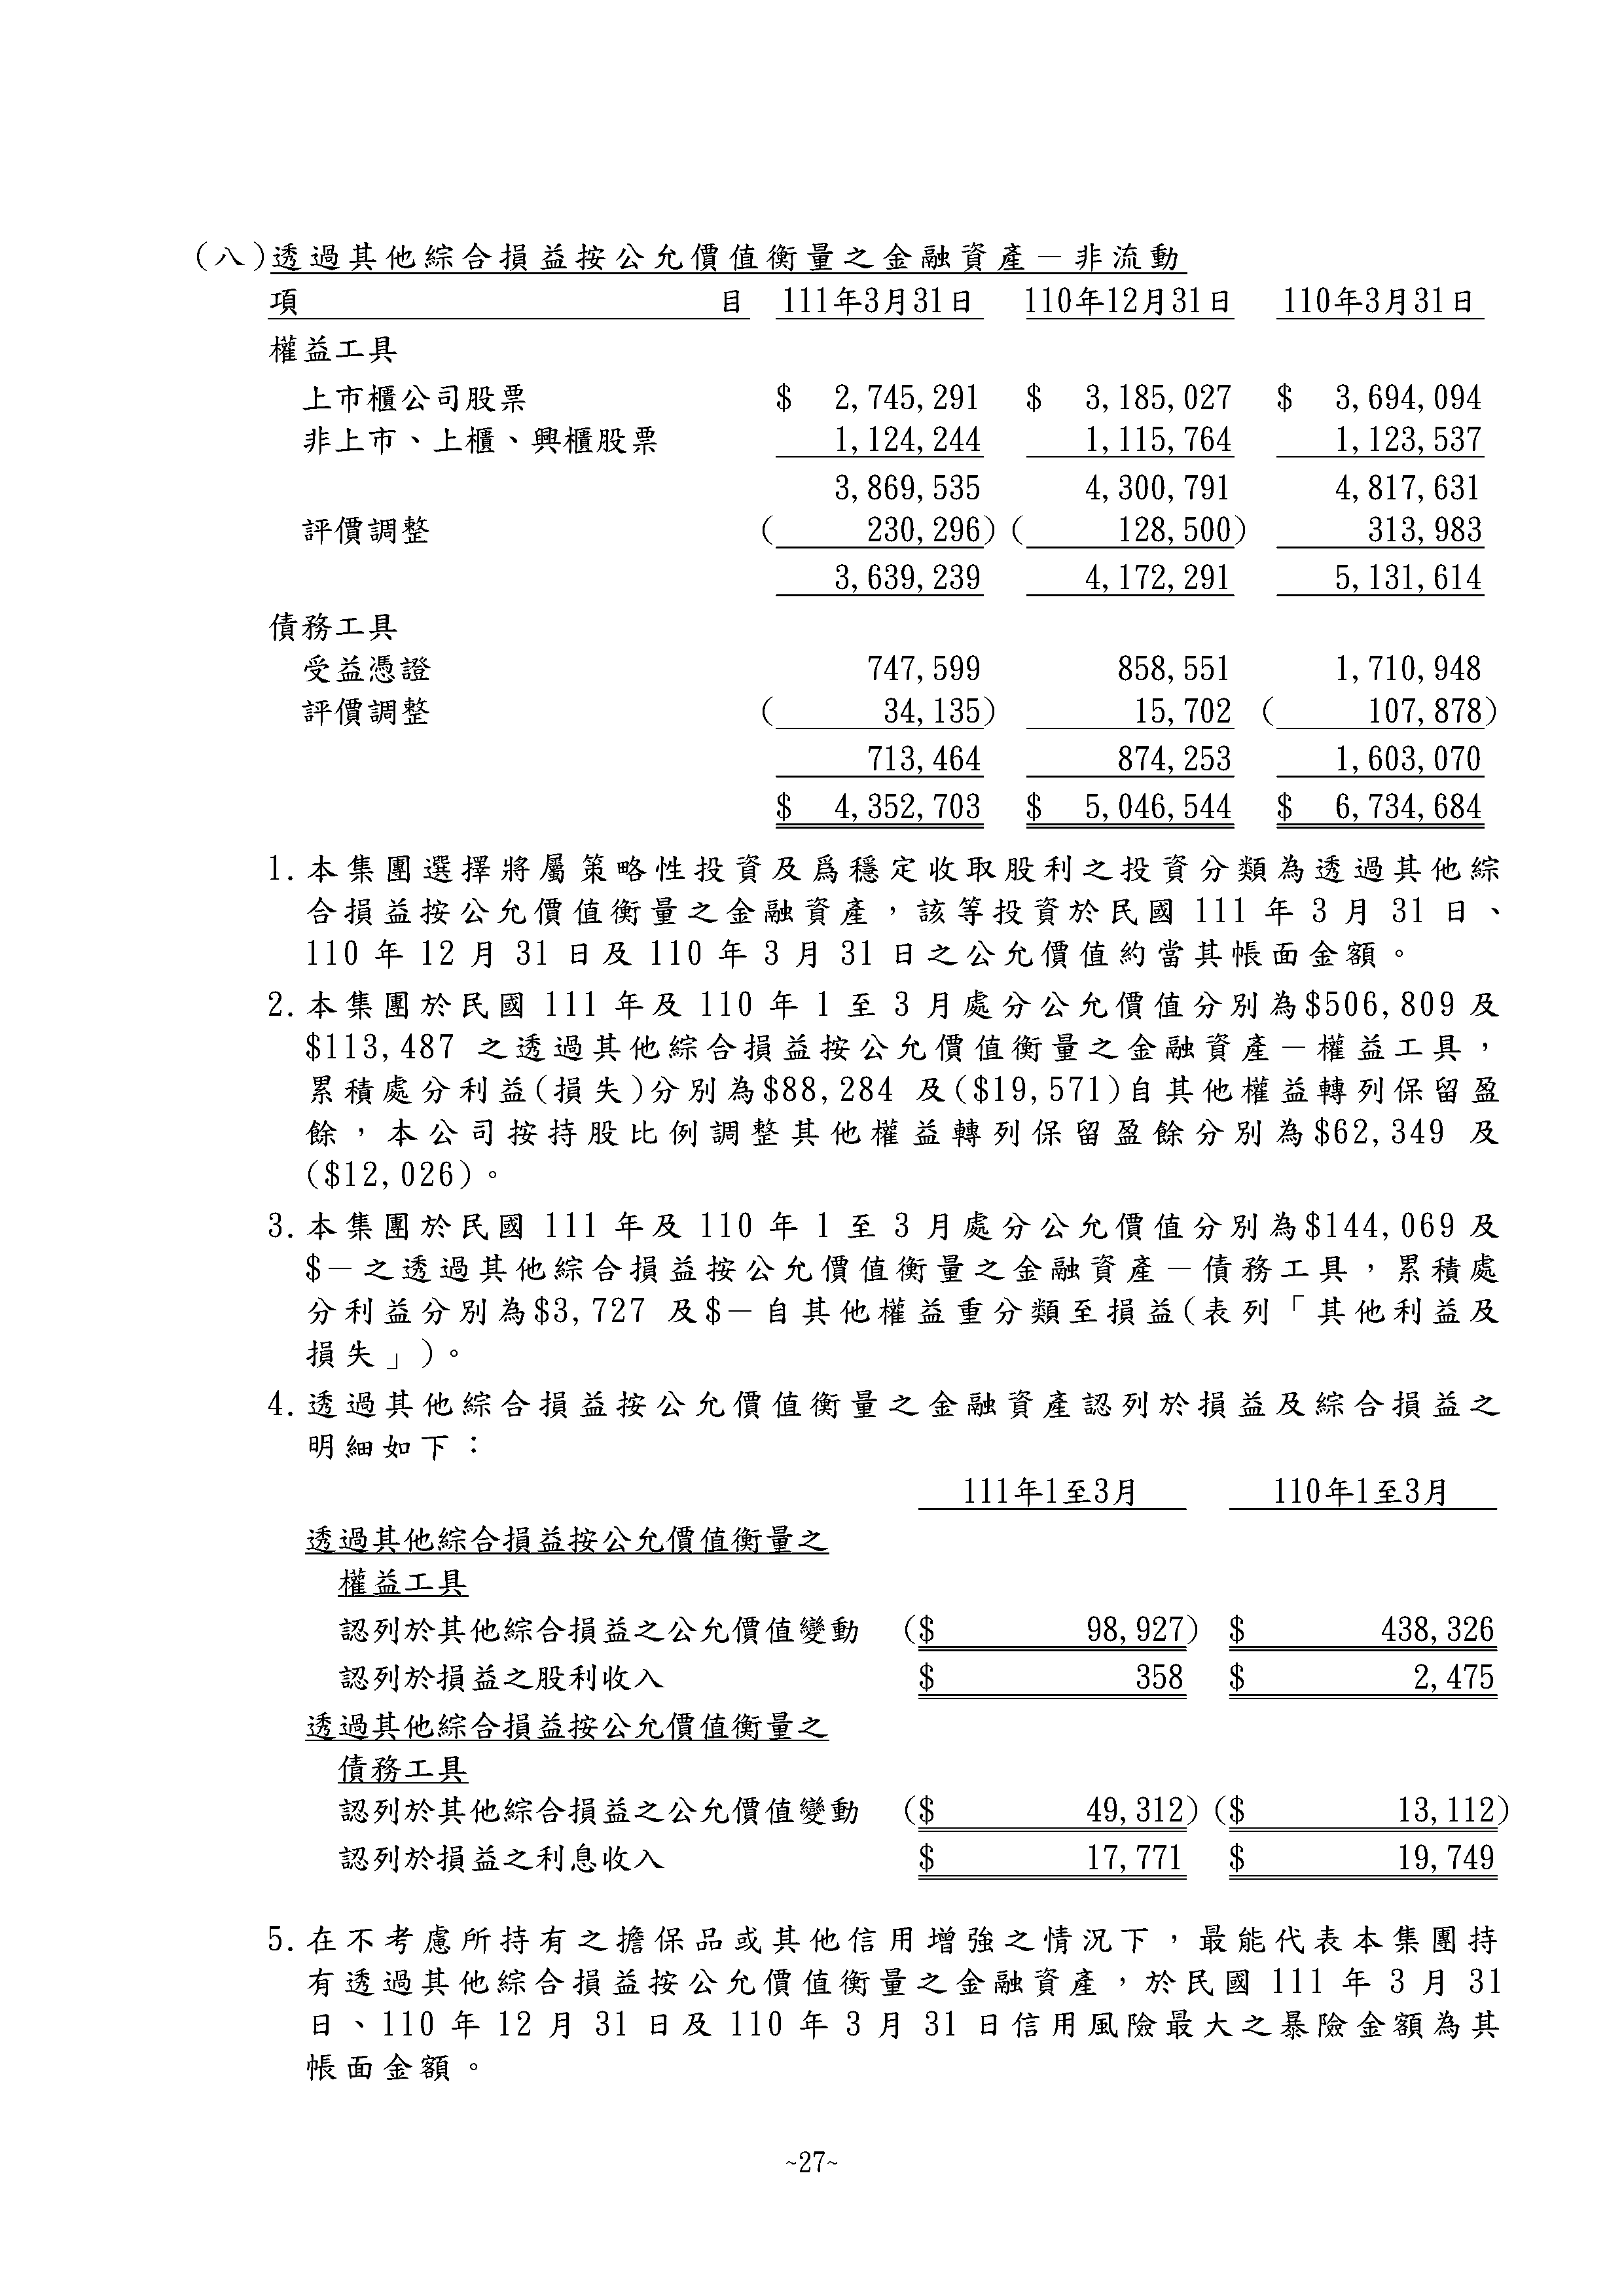 (八)透過其他綜合損益按公允價值衡量之金融資產－非流動
項 目 111年3月31日 110年12月31日 110年3月31日
權益工具
上市櫃公司股票 $ 2,745,291 $ 3,185,027 $ 3,694,094
非上市、上櫃、興櫃股票 1,124,244 1,115,764 1,123,537
3,869,535 4,300,791 4,817,631
評價調整 ( 230,296) ( 128,500) 313,983
3,639,239 4,172,291 5,131,614
債務工具
受益憑證 747,599 858,551 1,710,948
評價調整 ( 34,135) 15,702 ( 107,878)
713,464 874,253 1,603,070
$ 4,352,703 $ 5,046,544 $ 6,734,684
1.本集團選擇將屬策略性投資及爲穩定收取股利之投資分類為透過其他綜
合損益按公允價值衡量之金融資產，該等投資於民國 111 年 3 月 31 日、
110 年 12 月 31 日及 110 年 3 月 31 日之公允價值約當其帳面金額。
2.本集團於民國 111 年及 110 年 1 至 3 月處分公允價值分別為$506,809 及
$113,487 之透過其他綜合損益按公允價值衡量之金融資產－權益工具，
累積處分利益(損失)分別為$88,284 及($19,571)自其他權益轉列保留盈
餘，本公司按持股比例調整其他權益轉列保留盈餘分別為$62,349 及
($12,026)。
3.本集團於民國 111 年及 110 年 1 至 3 月處分公允價值分別為$144,069 及
$－之透過其他綜合損益按公允價值衡量之金融資產－債務工具，累積處
分利益分別為$3,727 及$－自其他權益重分類至損益(表列「其他利益及
損失」)。
4.透過其他綜合損益按公允價值衡量之金融資產認列於損益及綜合損益之
明細如下：
111年1至3月 110年1至3月
透過其他綜合損益按公允價值衡量之
權益工具
認列於其他綜合損益之公允價值變動 ($ 98,927) $ 438,326
認列於損益之股利收入 $ 358 $ 2,475
透過其他綜合損益按公允價值衡量之
債務工具
認列於其他綜合損益之公允價值變動 ($ 49,312) ($ 13,112)
認列於損益之利息收入 $ 17,771 $ 19,749
5.在不考慮所持有之擔保品或其他信用增強之情況下，最能代表本集團持
有透過其他綜合損益按公允價值衡量之金融資產，於民國 111 年 3 月 31
日、110 年 12 月 31 日及 110 年 3 月 31 日信用風險最大之暴險金額為其
帳面金額。
~27~